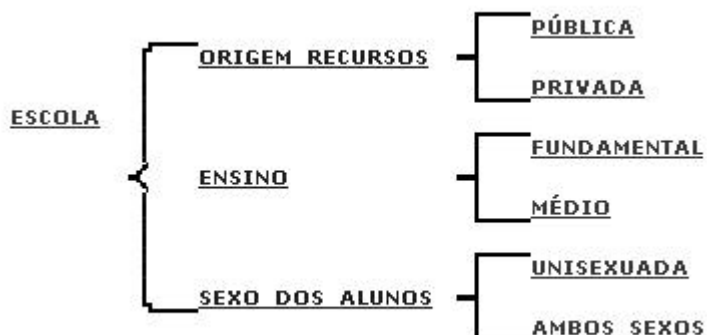 PÚBLICA
ORIGEM RECURSOS
PRIVADA
ESCOLA
FUNDAMENTAL
ENSINO
MÉDIO
UNISEXUADA
SEXO DOS ALUNOS
AMBOS SEXOS